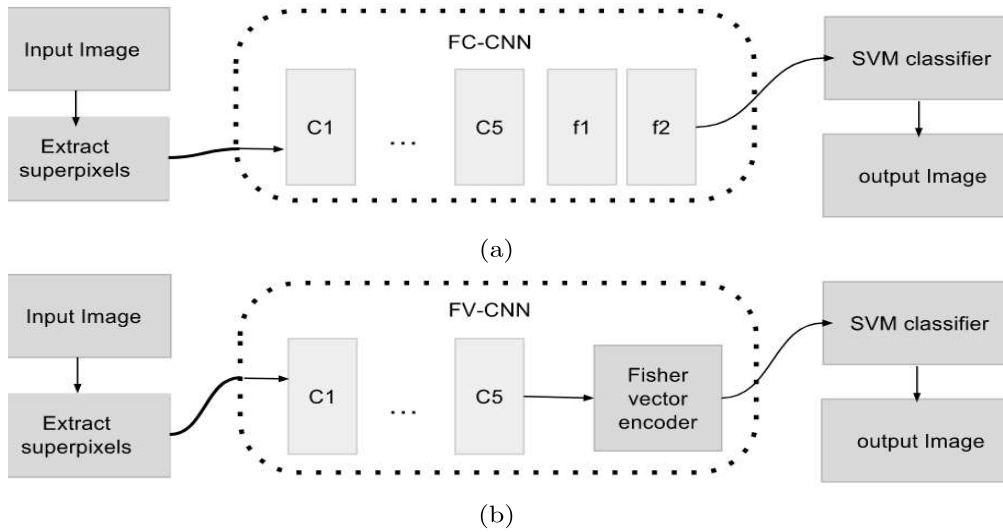 FC-CNN
Input Image
SVM classifier
Extract
superpixels
C1
...
C5
f1
f2
output Image
(a)
FV-CNN
Input Image
SVM classifier
Extract
superpixels
C1
...
C5
Fisher
vector
encoder
output Image
(b)